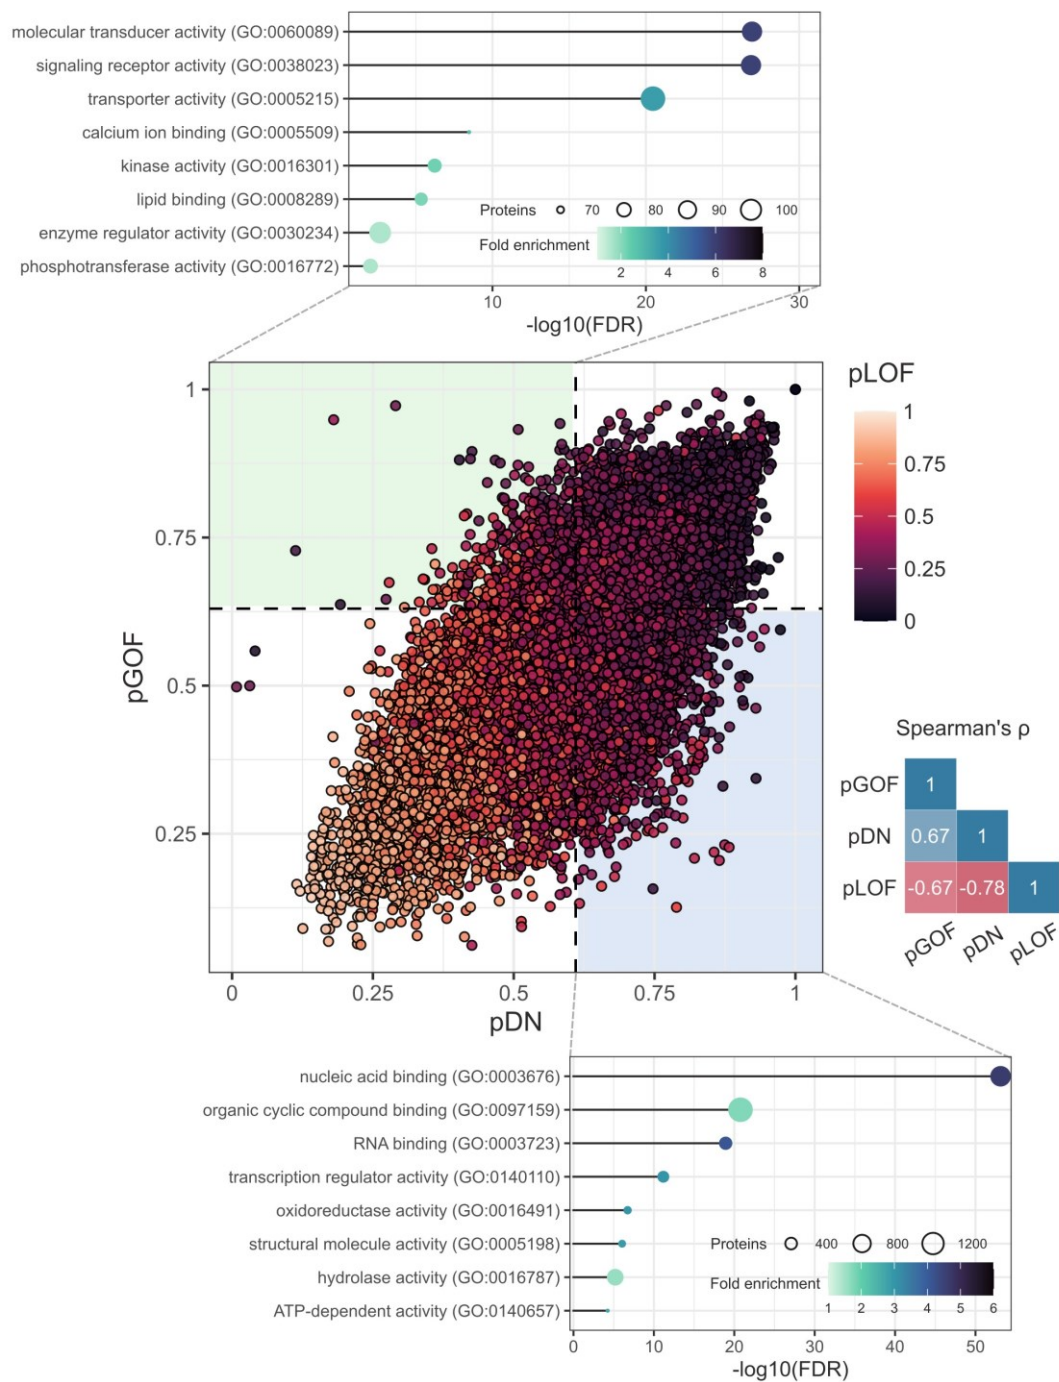 molecular transducer activity (GO:0060089)
signaling receptor activity (GO:0038023)
transporter activity (GO:0005215)
calcium ion binding (GO:0005509)
kinase activity (GO:0016301)
lipid binding (GO:0008289)
enzyme regulator activity (GO:0030234)
phosphotransferase activity (GO:0016772)
Proteins 70 80 90 100
Fold enrichment
2 4 6 8
10 20 30
-log10(FDR)
pGOF
1
0.75
0.5
0.25
0 0.25 0.5 0.75 1
pDN
pLOF
1
0.75
0.5
0.25
0
Spearman's ρ
pGOF 1
pDN 0.67 1
pLOF -0.67 -0.78 1
pGOF pDN pLOF
nucleic acid binding (GO:0003676)
organic cyclic compound binding (GO:0097159)
RNA binding (GO:0003723)
transcription regulator activity (GO:0140110)
oxidoreductase activity (GO:0016491)
structural molecule activity (GO:0005198)
hydrolase activity (GO:0016787)
ATP-dependent activity (GO:0140657)
Proteins 400 800 1200
Fold enrichment
1 2 3 4 5 6
0 10 20 30 40 50
-log10(FDR)